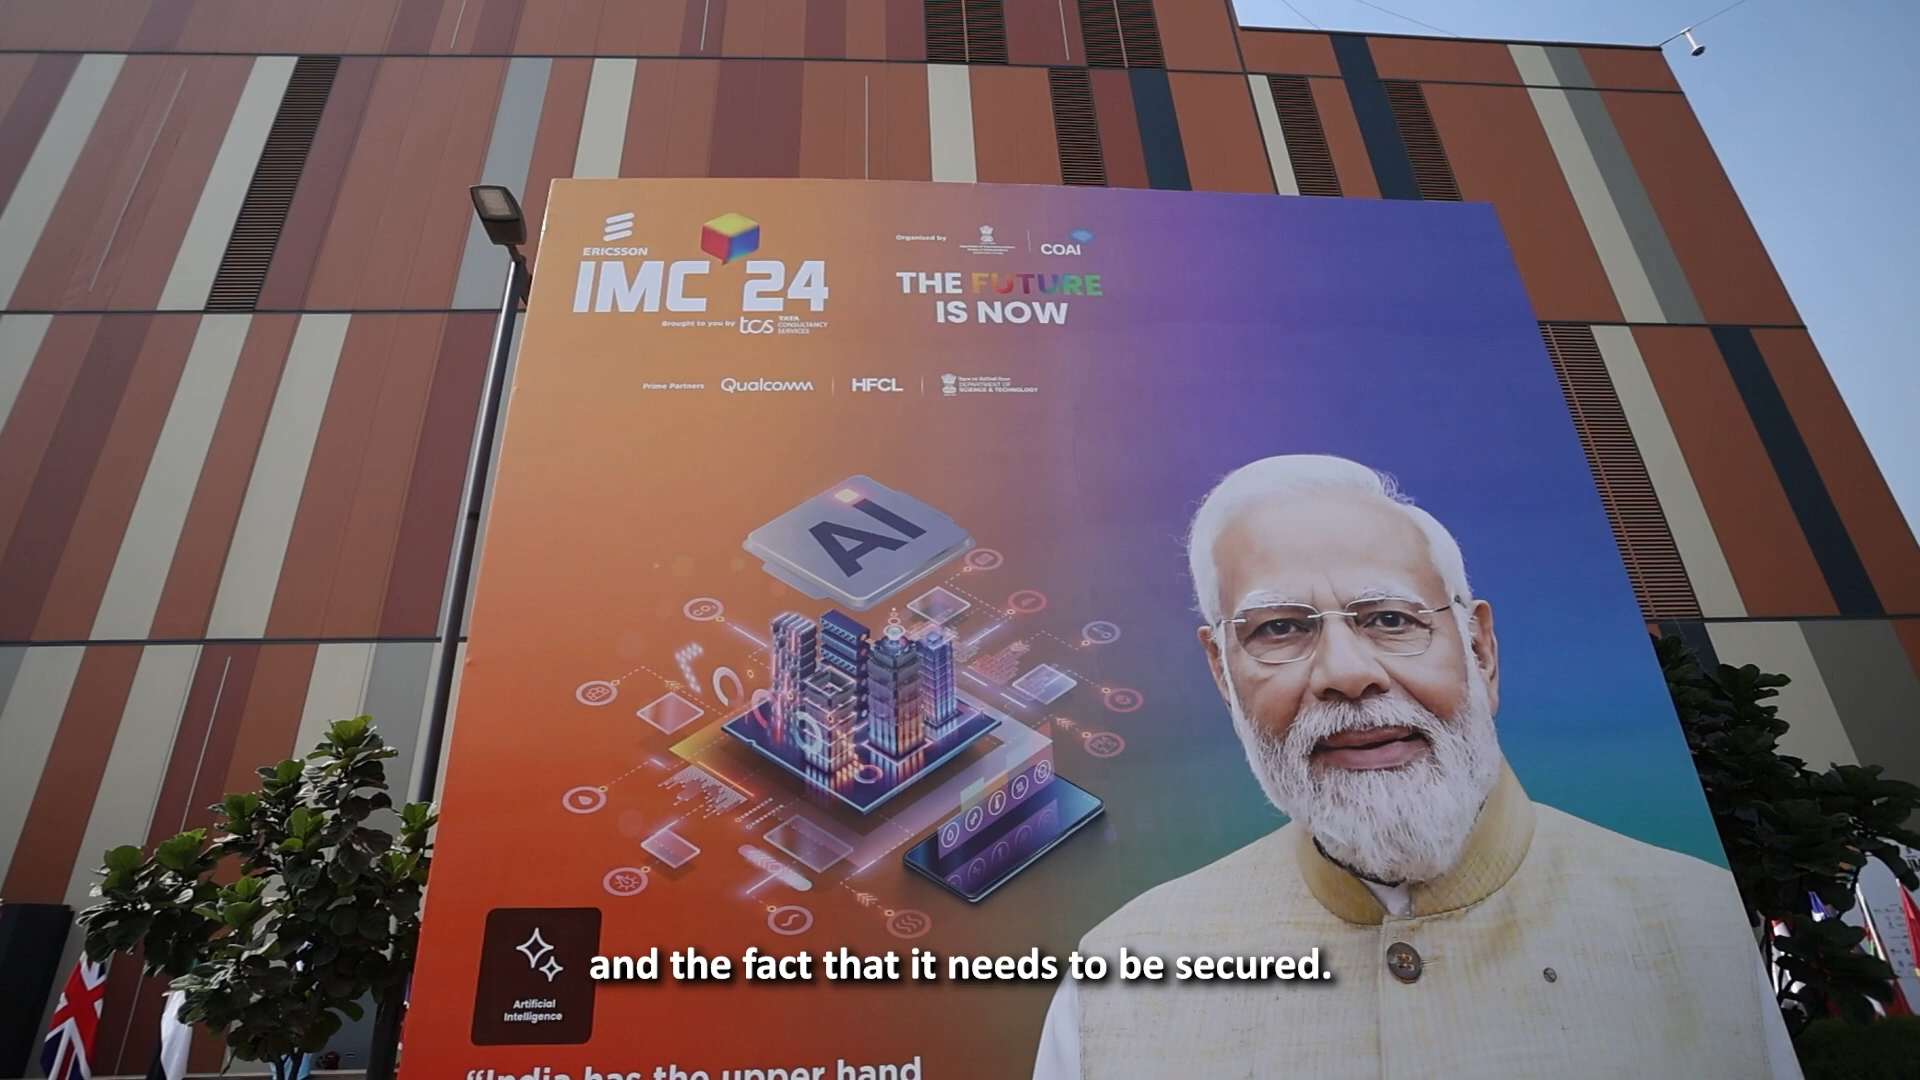 ERICSSON
IMC 24
Brought to you by tcs TATA CONSULTANCY SERVICES
Organised by
COAI
THE FUTURE
IS NOW
Prime Partners Qualcomm HFCL DEPARTMENT OF SCIENCE & TECHNOLOGY
AI
and the fact that it needs to be secured.
Artificial
Intelligence
“India has the upper hand